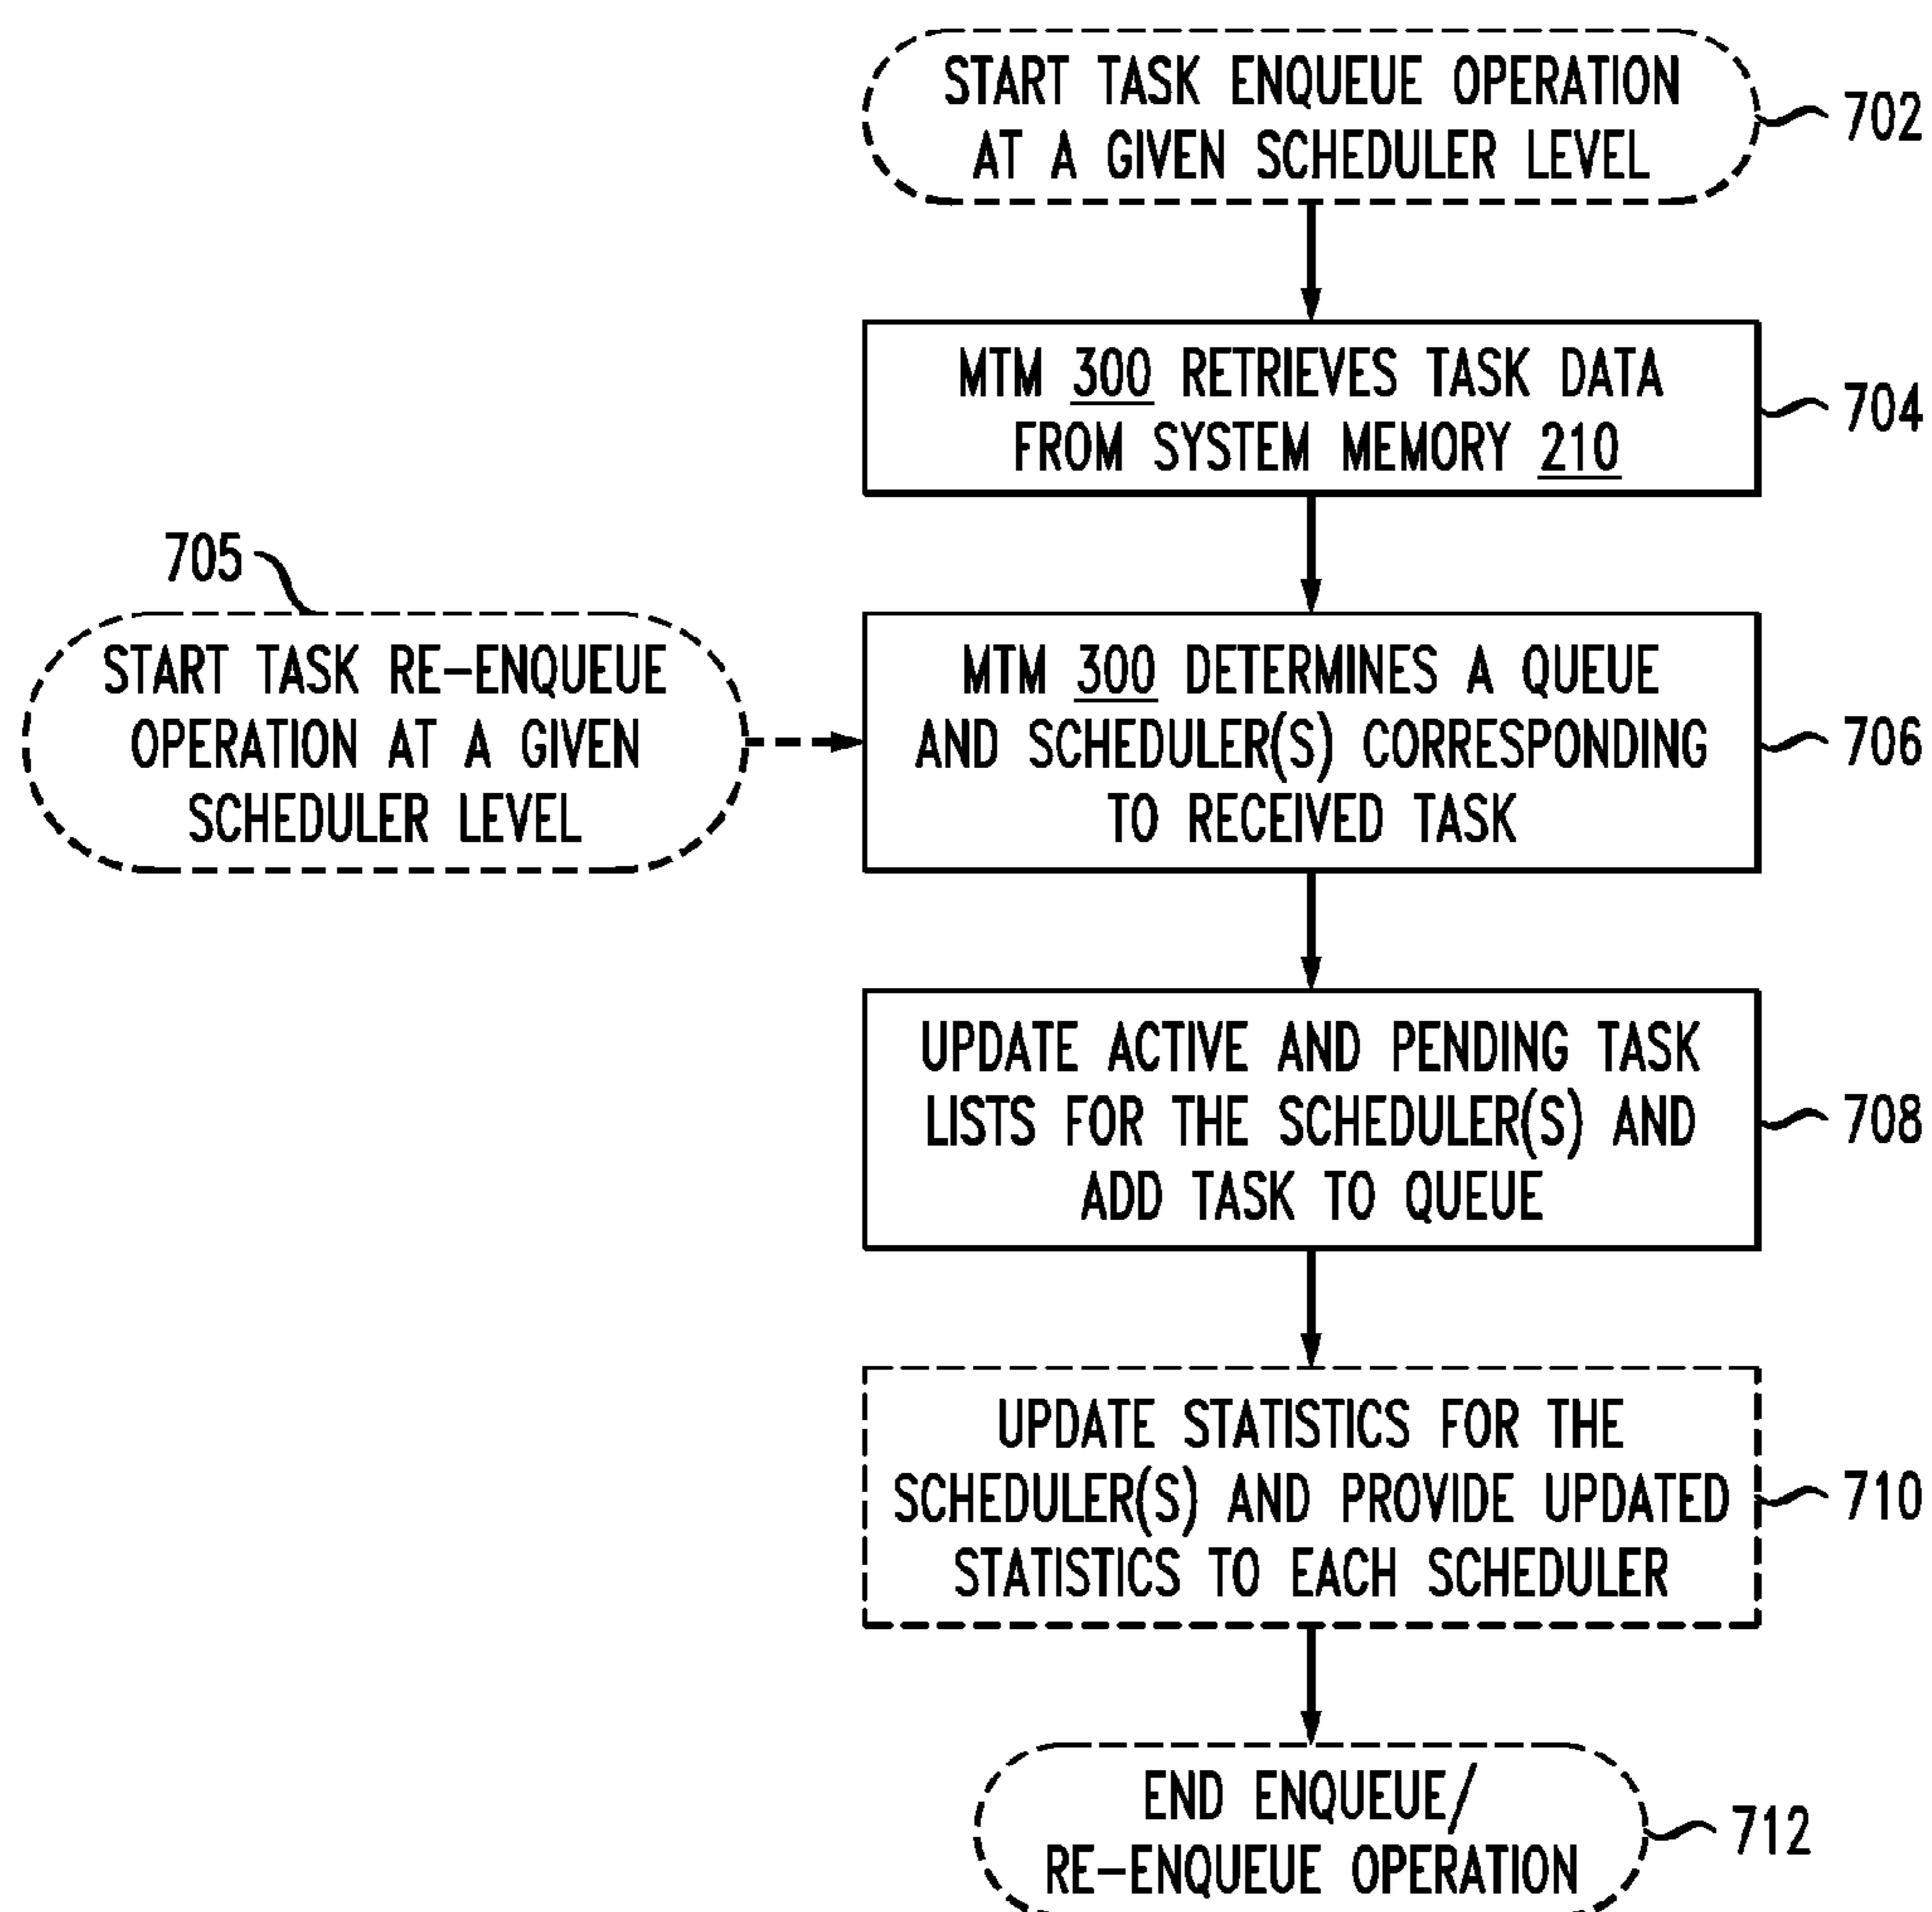 START TASK ENQUEUE OPERATION
AT A GIVEN SCHEDULER LEVEL
702
MTM 300 RETRIEVES TASK DATA
FROM SYSTEM MEMORY 210
704
705
START TASK RE-ENQUEUE
OPERATION AT A GIVEN
SCHEDULER LEVEL
MTM 300 DETERMINES A QUEUE
AND SCHEDULER(S) CORRESPONDING
TO RECEIVED TASK
706
UPDATE ACTIVE AND PENDING TASK
LISTS FOR THE SCHEDULER(S) AND
ADD TASK TO QUEUE
708
UPDATE STATISTICS FOR THE
SCHEDULER(S) AND PROVIDE UPDATED
STATISTICS TO EACH SCHEDULER
710
END ENQUEUE/
RE-ENQUEUE OPERATION
712